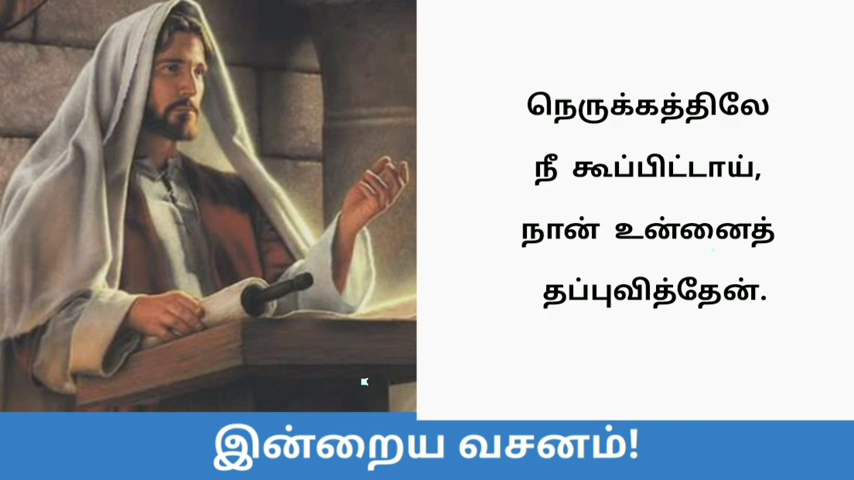 நெருக்கத்திலே
நீ கூப்பிட்டாய்,
நான் உன்னைத்
தப்புவித்தேன்.
இன்றைய வசனம்!